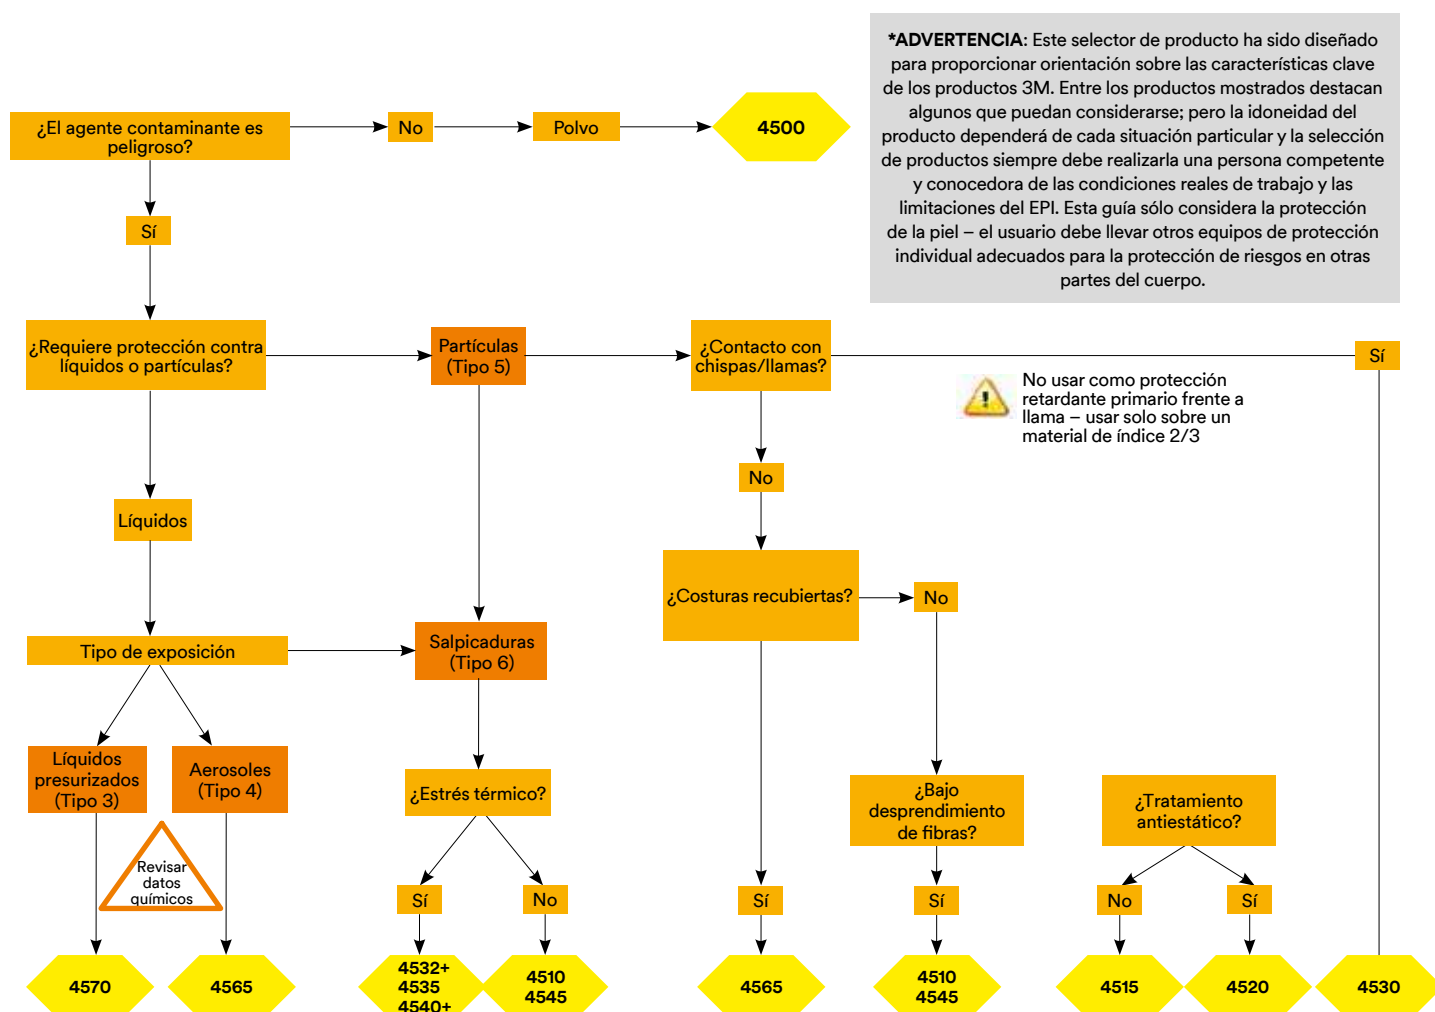 *ADVERTENCIA: Este selector de producto ha sido diseñado
para proporcionar orientación sobre las características clave
de los productos 3M. Entre los productos mostrados destacan
algunos que puedan considerarse; pero la idoneidad del
producto dependerá de cada situación particular y la selección
de productos siempre debe realizarla una persona competente
y conocedora de las condiciones reales de trabajo y las
limitaciones del EPI. Esta guía sólo considera la protección
de la piel – el usuario debe llevar otros equipos de protección
individual adecuados para la protección de riesgos en otras
partes del cuerpo.
¿El agente contaminante es
peligroso?
No
Polvo
4500
Sí
¿Requiere protección contra
líquidos o partículas?
Partículas
(Tipo 5)
¿Contacto con
chispas/llamas?
Sí
No usar como protección
retardante primario frente a
llama – usar solo sobre un
material de índice 2/3
No
Líquidos
¿Costuras recubiertas?
No
Tipo de exposición
Salpicaduras
(Tipo 6)
Líquidos
presurizados
(Tipo 3)
Aerosoles
(Tipo 4)
¿Estrés térmico?
¿Bajo
desprendimiento
de fibras?
¿Tratamiento
antiestático?
Revisar
datos
químicos
Sí
No
Sí
Sí
No
Sí
4570
4565
4532+
4535
4540+
4510
4545
4565
4510
4545
4515
4520
4530